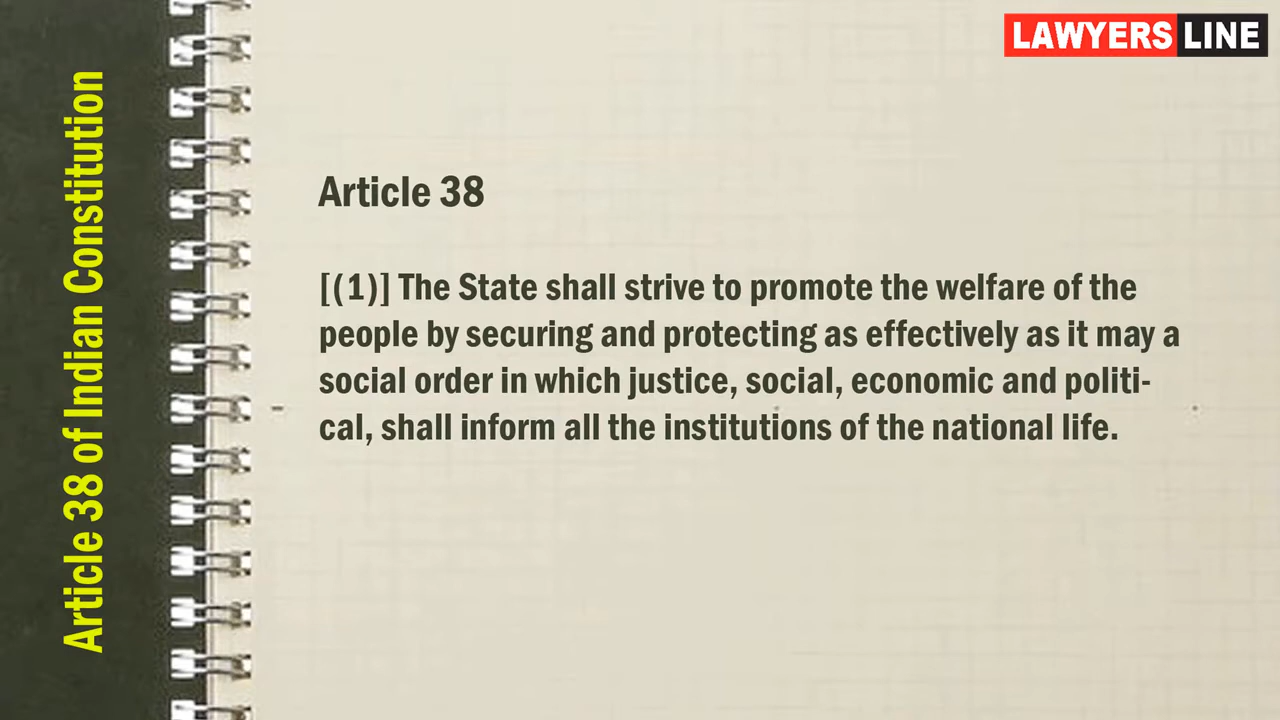 LAWYERS LINE
Article 38 of Indian Constitution
Article 38
[(1)] The State shall strive to promote the welfare of the
people by securing and protecting as effectively as it may a
social order in which justice, social, economic and politi-
cal, shall inform all the institutions of the national life.